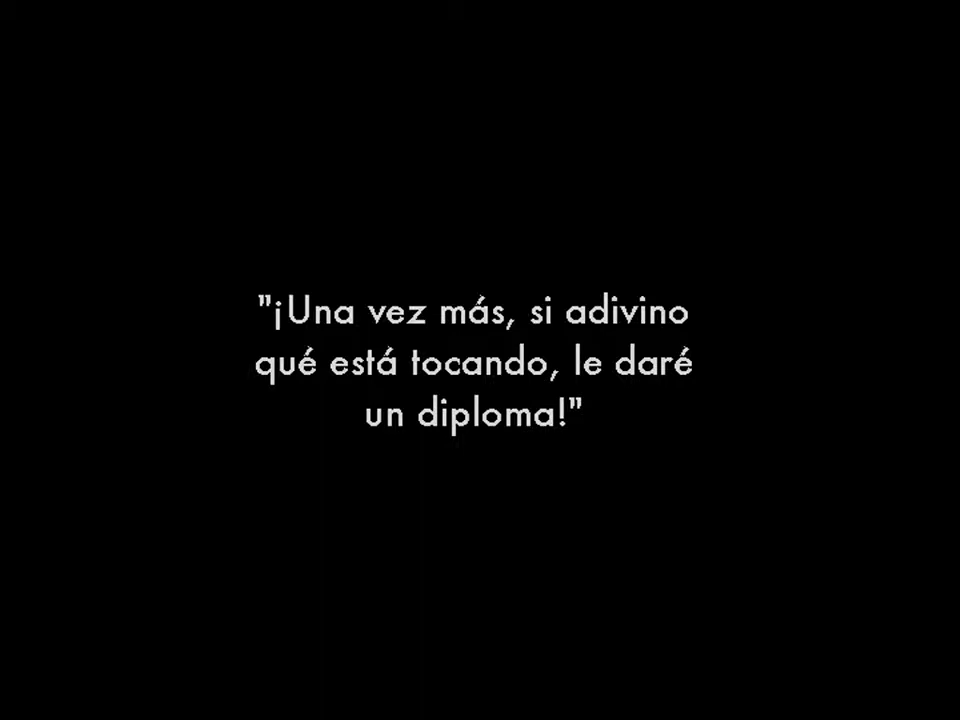 "¡Una vez más, si adivino
qué está tocando, le daré
un diploma!"